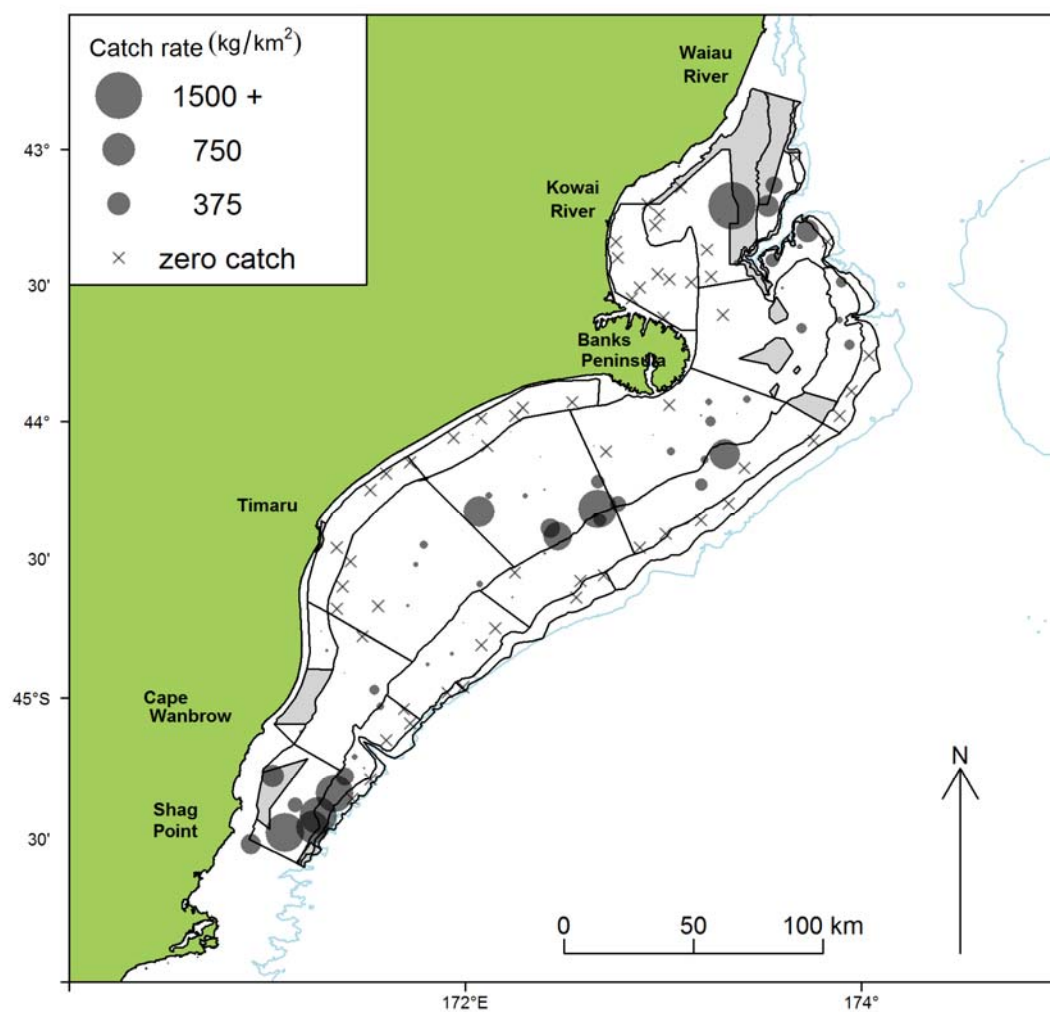 Catch rate (kg/km²)
1500 +
750
375
zero catch
Waiau
River
43°
Kowai
River
30'
Banks
Peninsula
44°
Timaru
30'
45°S
Cape
Wanbrow
Shag
Point
30'
N
0 50 100 km
172°E 174°